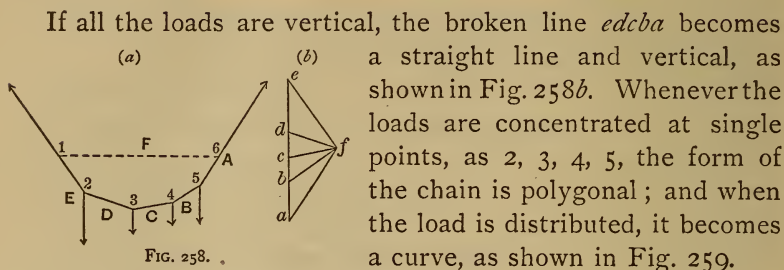 If all the loads are vertical, the broken line edcba becomes
a straight line and vertical, as
shown in Fig. 258b. Whenever the
loads are concentrated at single
points, as 2, 3, 4, 5, the form of
the chain is polygonal ; and when
the load is distributed, it becomes
a curve, as shown in Fig. 259.
(a)
1
F
6
A
2
E
D
3
C
4
B
5
(b)
e
d
c
b
a
f
FIG. 258.